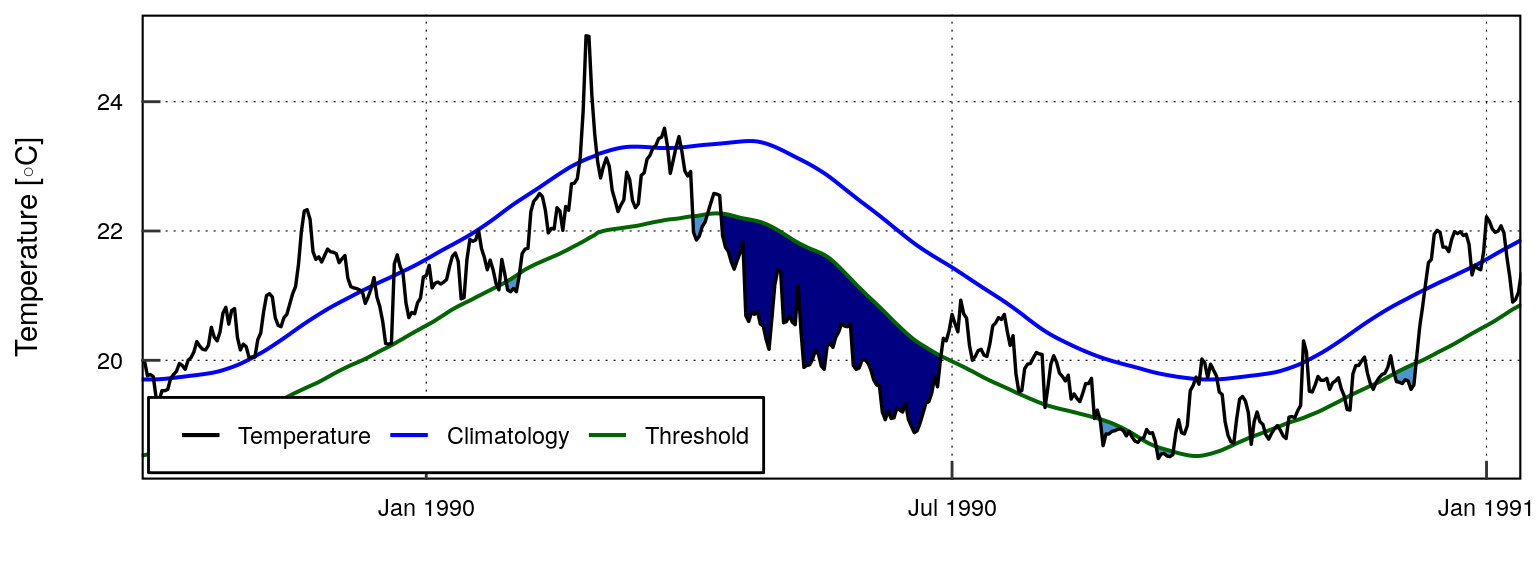 Temperature [◦C]
24
22
20
Temperature Climatology Threshold
Jan 1990 Jul 1990 Jan 1991